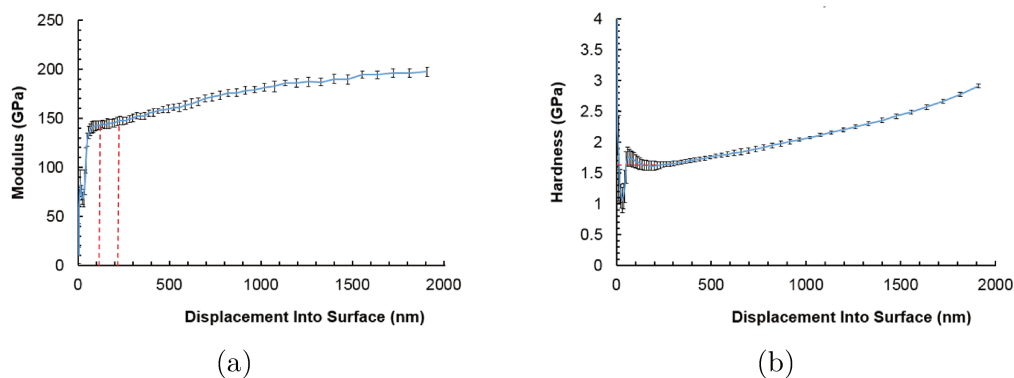 250
200
150
100
50
0
Modulus (GPa)
0 500 1000 1500 2000
Displacement Into Surface (nm)
(a)
4
3.5
3
2.5
2
1.5
1
0.5
0
Hardness (GPa)
0 500 1000 1500 2000
Displacement Into Surface (nm)
(b)